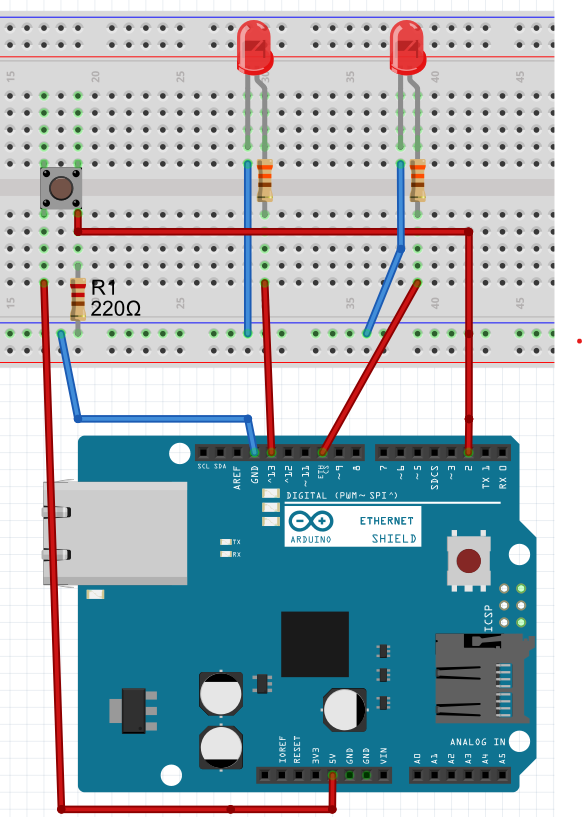 15 20 25 30 35 40 45
R1
220Ω
15 25 35 40 45
SCL SDA AREF GND ^13 ^12 ~11 ETH CS ~9 8 7 ~6 ~5 SDCS ~3 2 TX 1 RX 0
DIGITAL (PWM~ SPI^)
ARDUINO
ETHERNET
SHIELD
TX
RX
ICSP
ANALOG IN
IOREF RESET 3V3 5V GND GND VIN A0 A1 A2 A3 A4 A5